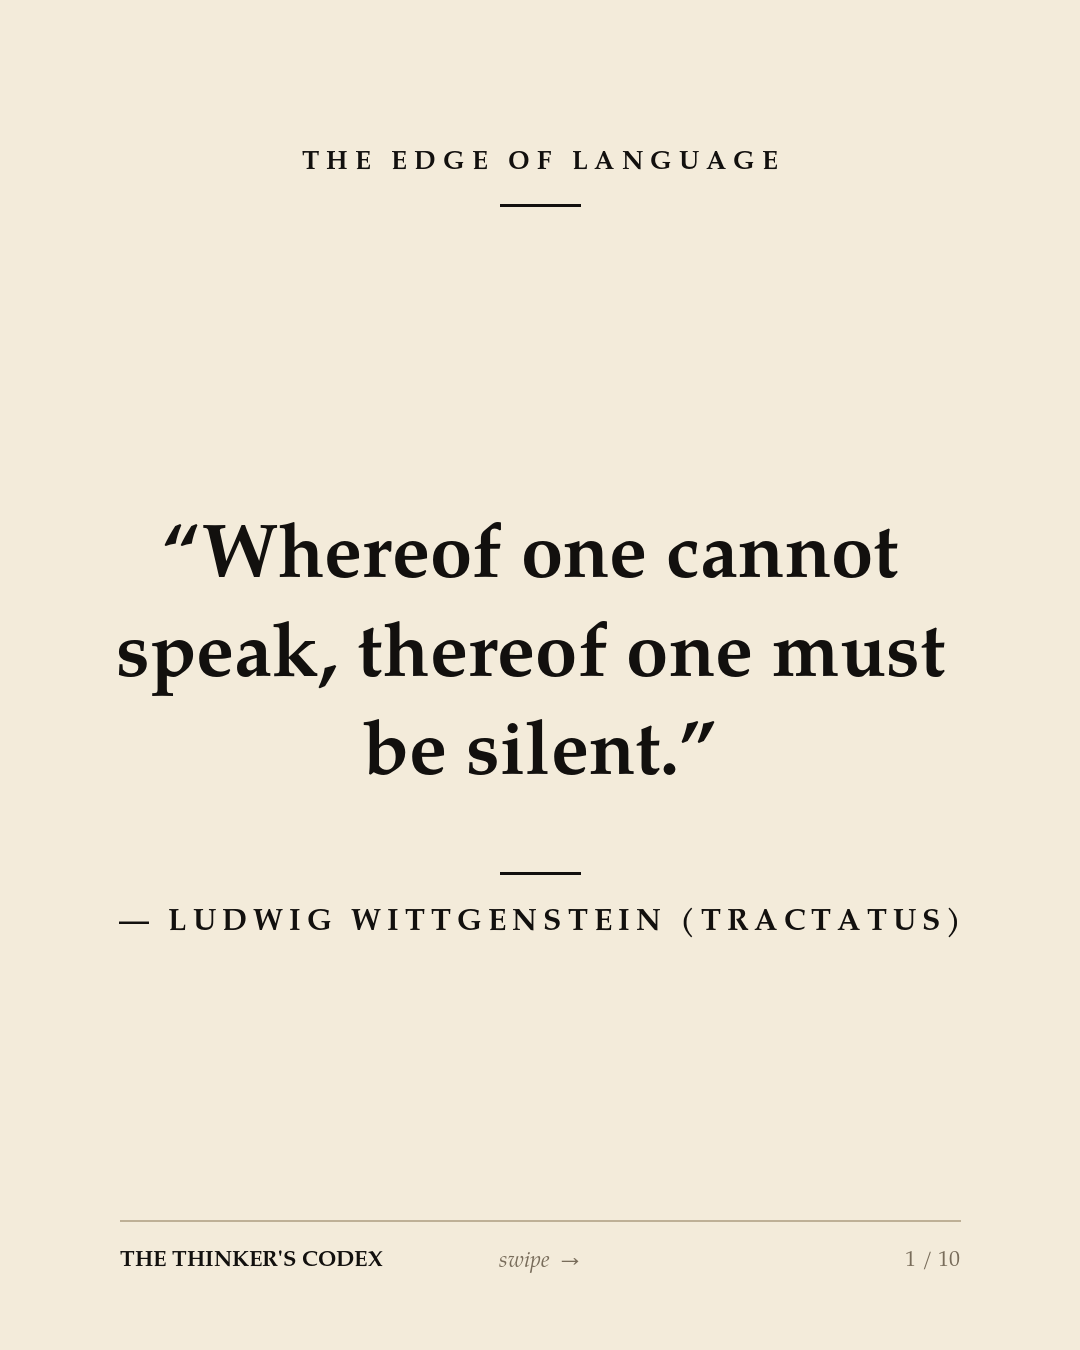 THE EDGE OF LANGUAGE
“Whereof one cannot
speak, thereof one must
be silent.”
— LUDWIG WITTGENSTEIN (TRACTATUS)
THE THINKER'S CODEX
swipe →
1 / 10